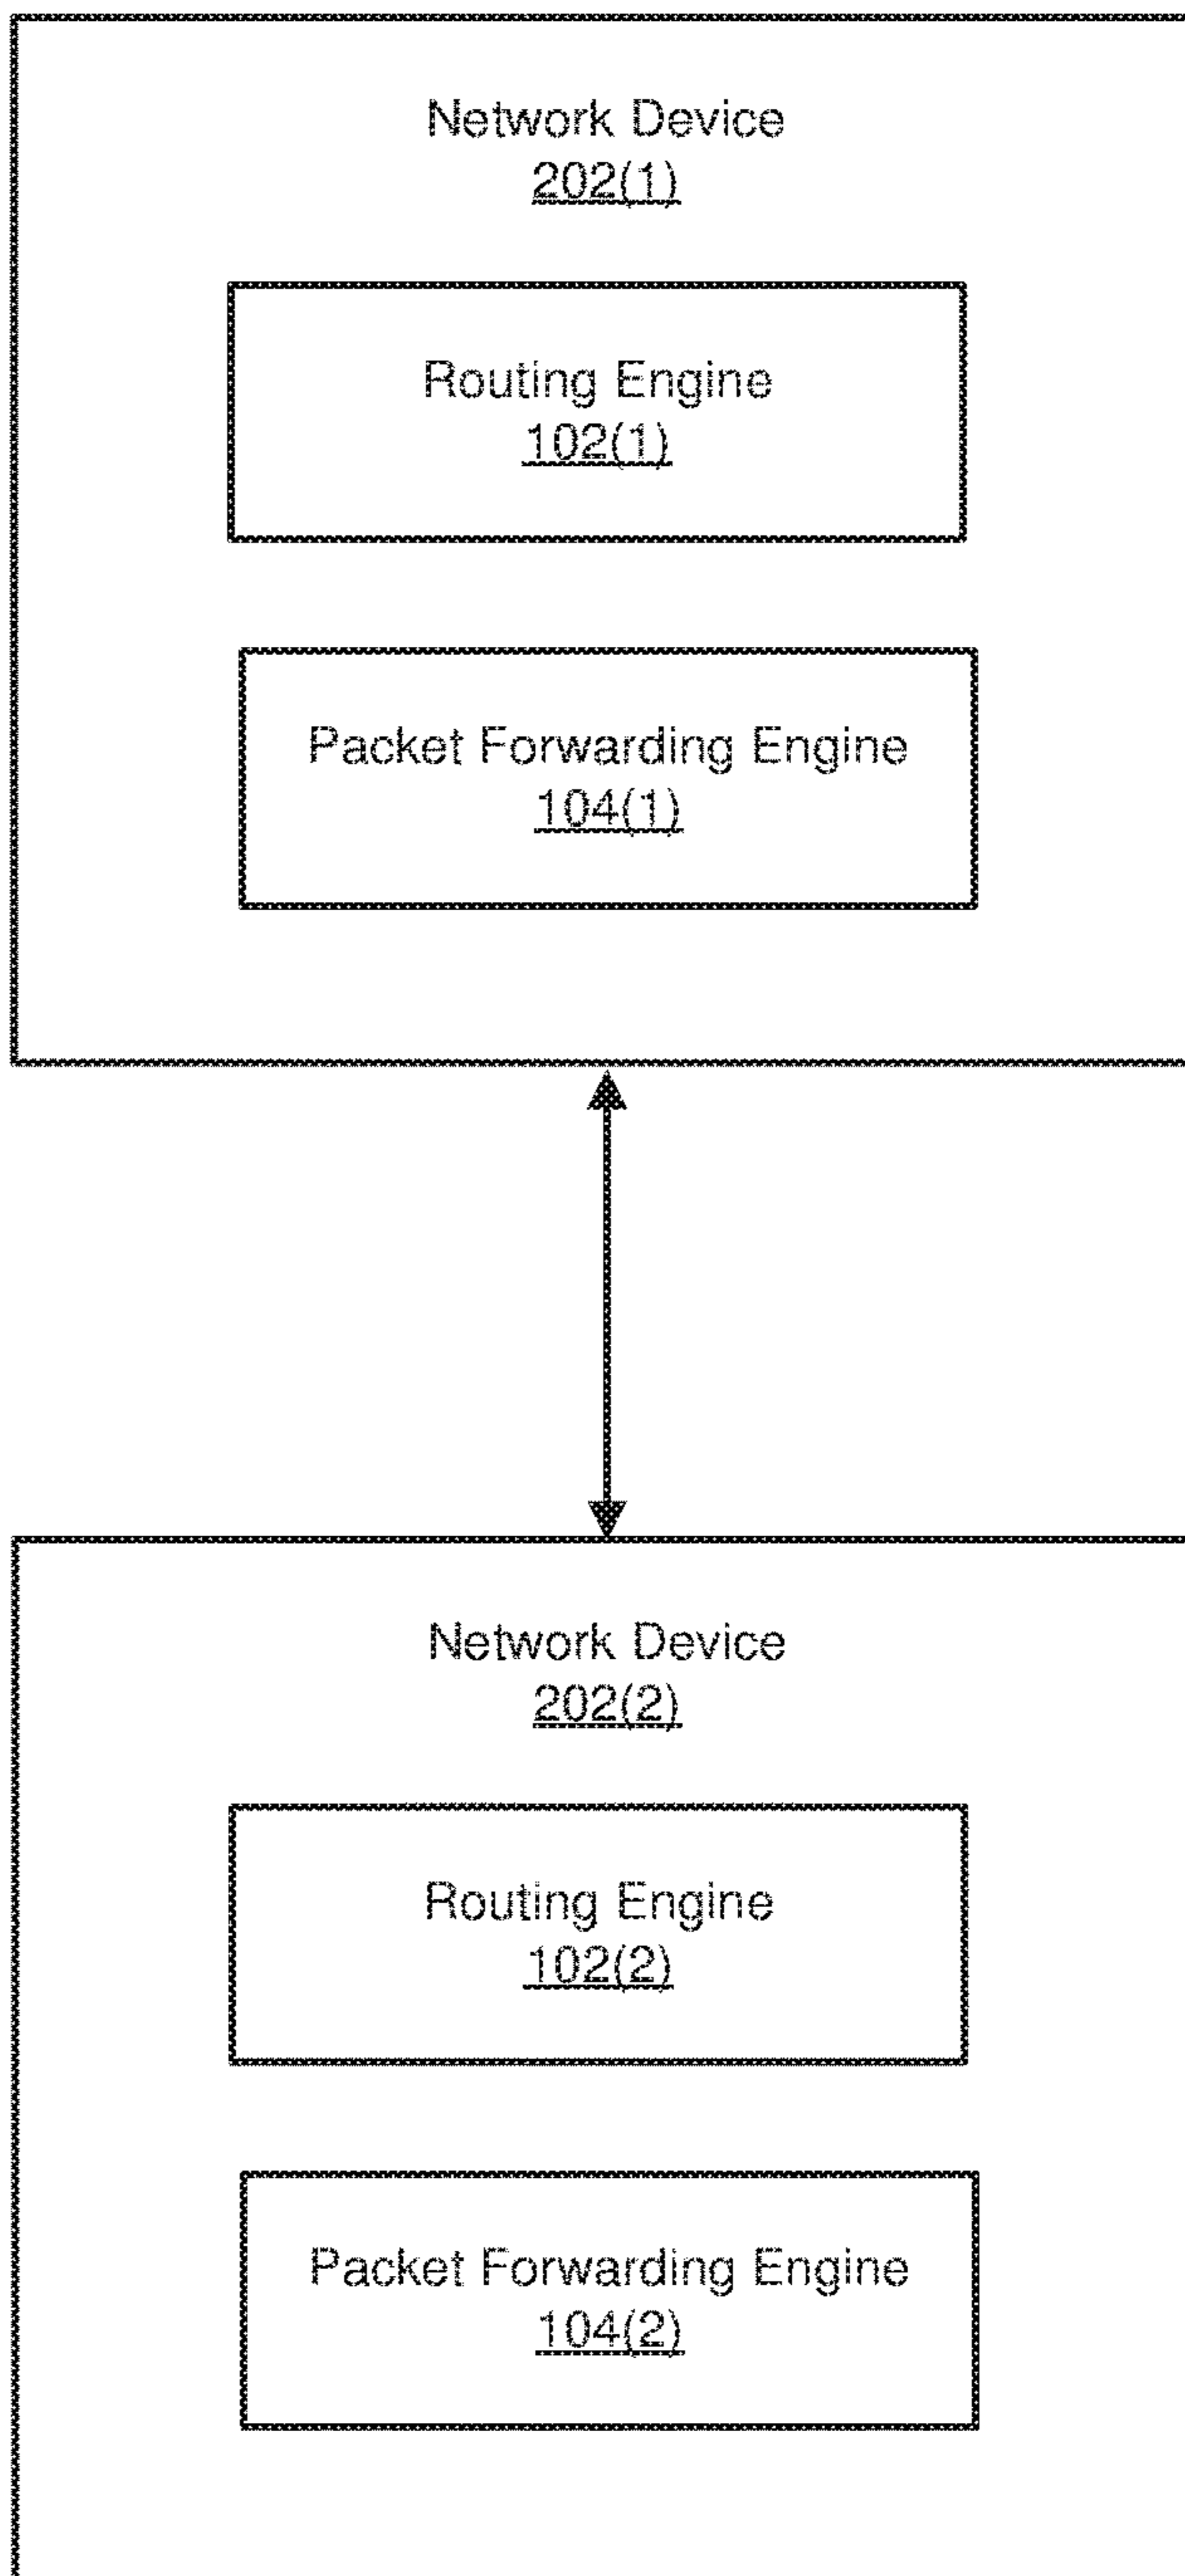 Network Device
202(1)
Routing Engine
102(1)
Packet Forwarding Engine
104(1)
Network Device
202(2)
Routing Engine
102(2)
Packet Forwarding Engine
104(2)